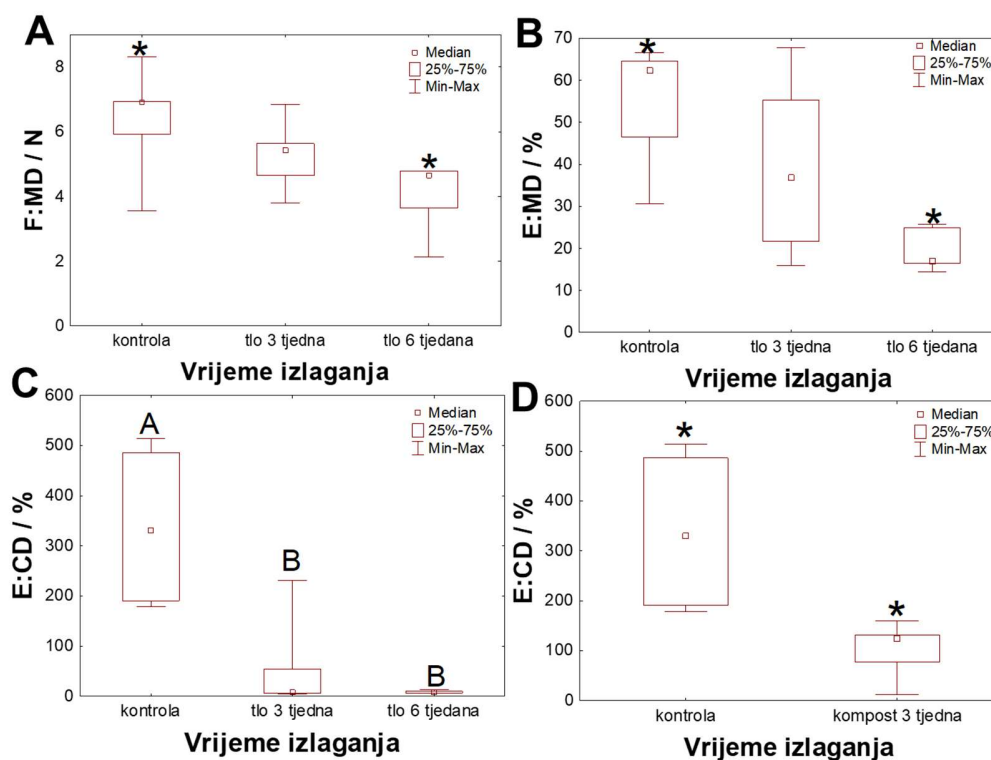 A
8
6
4
2
0
F:MD / N
*
*
Median
25%-75%
Min-Max
kontrola
tlo 3 tjedna
tlo 6 tjedana
Vrijeme izlaganja
B
70
60
50
40
30
20
10
0
E:MD / %
*
*
Median
25%-75%
Min-Max
kontrola
tlo 3 tjedna
tlo 6 tjedana
Vrijeme izlaganja
C
600
500
400
300
200
100
0
E:CD / %
A
B
B
Median
25%-75%
Min-Max
kontrola
tlo 3 tjedna
tlo 6 tjedana
Vrijeme izlaganja
D
600
500
400
300
200
100
0
E:CD / %
*
*
Median
25%-75%
Min-Max
kontrola
kompost 3 tjedna
Vrijeme izlaganja